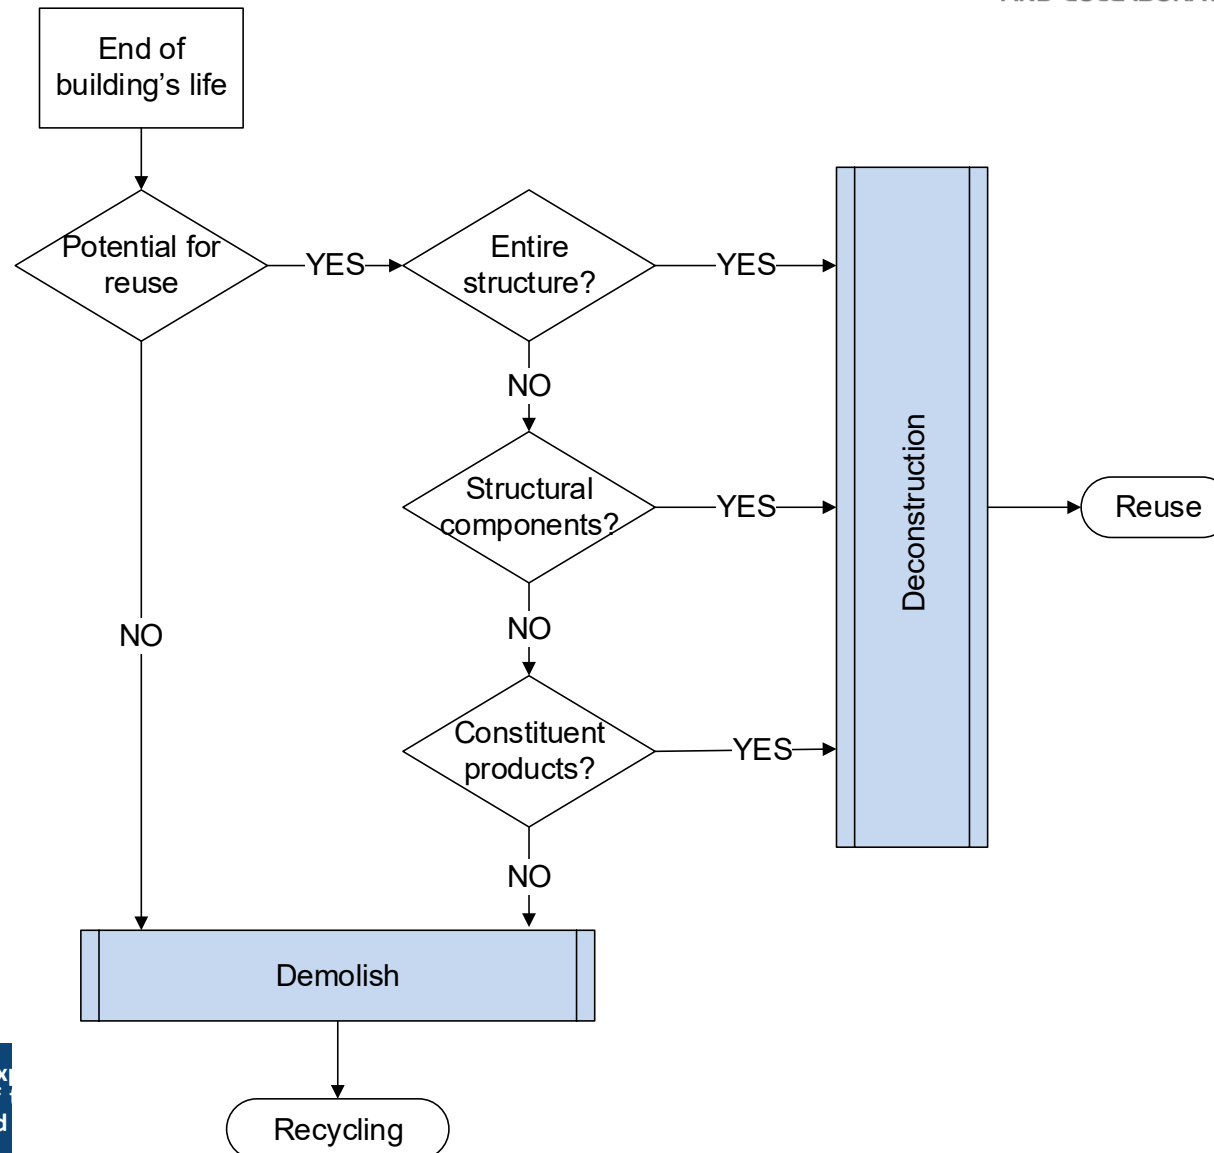 End of
building's life
Potential for
reuse
YES
Entire
structure?
YES
NO
Structural
components?
YES
Deconstruction
Reuse
NO
NO
Constituent
products?
YES
NO
Demolish
Recycling